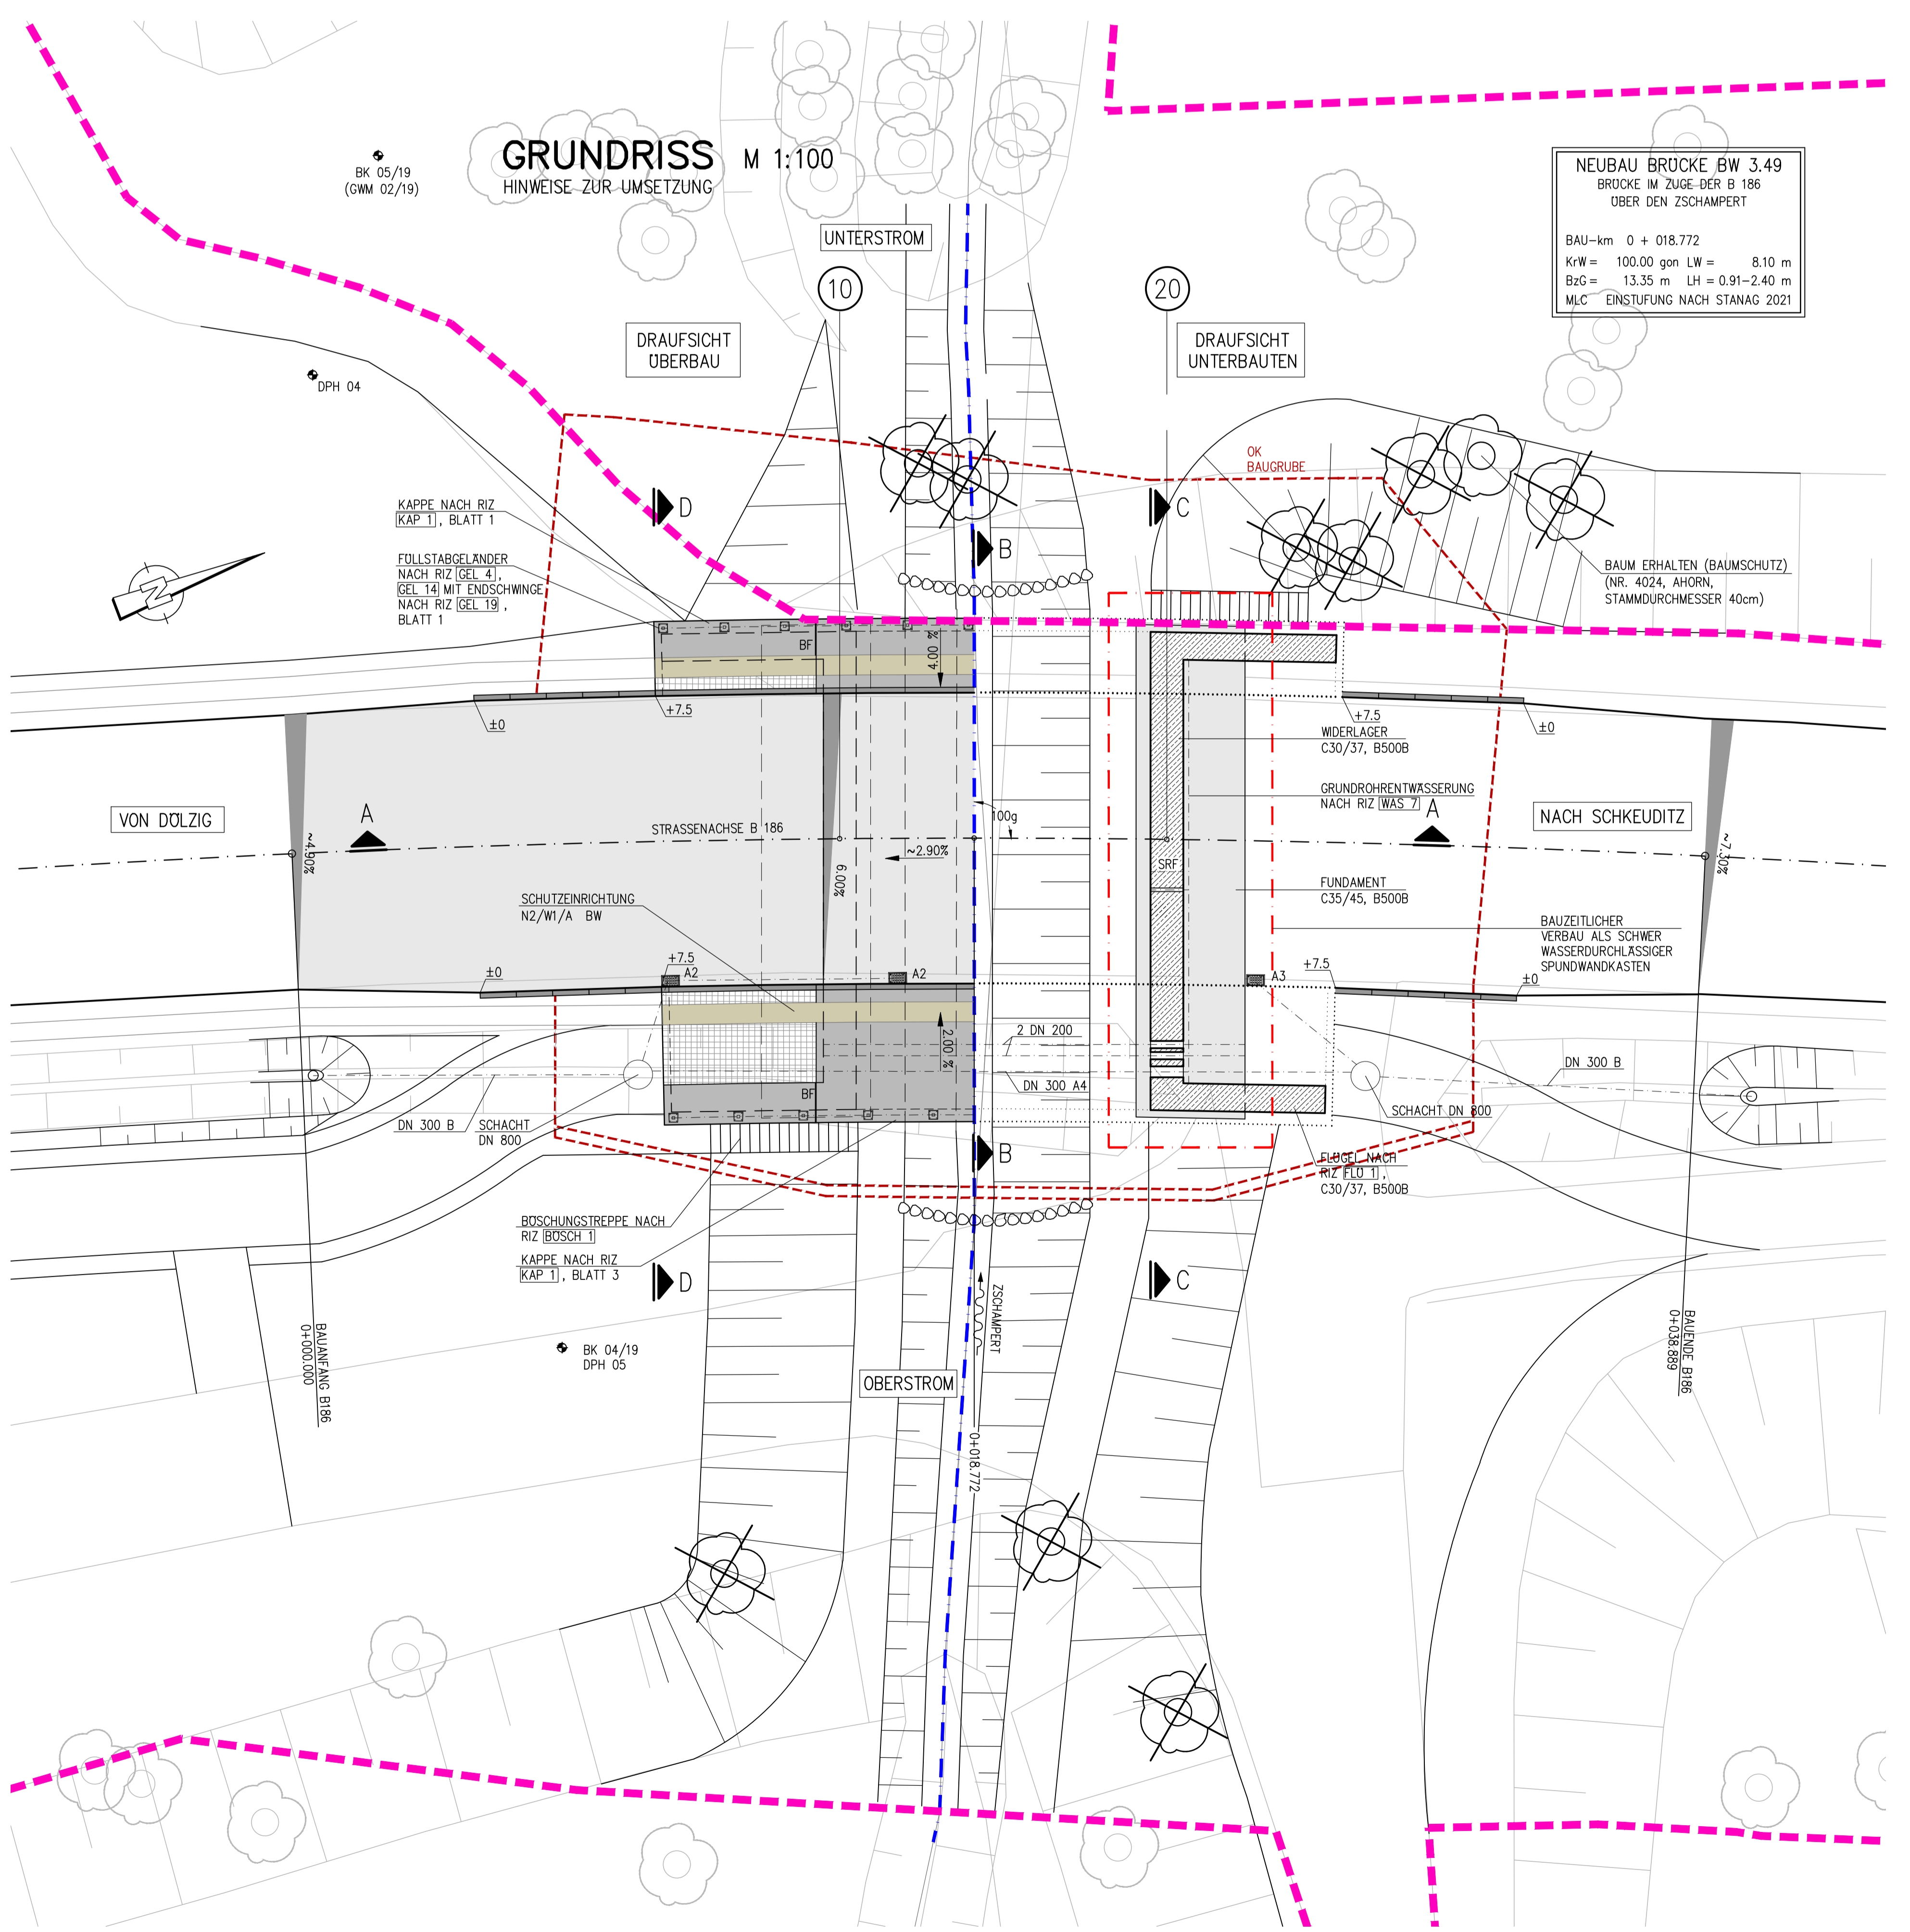 GRUNDRISS M 1:100
HINWEISE ZUR UMSETZUNG
BK 05/19
(GWM 02/19)
NEUBAU BRÜCKE BW 3.49
BRÜCKE IM ZUGE DER B 186
ÜBER DEN ZSCHAMPERT
BAU-km 0 + 018.772
KrW = 100.00 gon LW = 8.10 m
BzG = 13.35 m LH = 0.91-2.40 m
MLC EINSTUFUNG NACH STANAG 2021
UNTERSTROM
10
20
DRAUFSICHT
ÜBERBAU
DRAUFSICHT
UNTERBAUTEN
DPH 04
OK
BAUGRUBE
KAPPE NACH RIZ
KAP 1 , BLATT 1
D
C
B
FÜLLSTABGELÄNDER
NACH RIZ GEL 4 ,
GEL 14 MIT ENDSCHWINGE
NACH RIZ GEL 19 ,
BLATT 1
BAUM ERHALTEN (BAUMSCHUTZ)
(NR. 4024, AHORN,
STAMMDURCHMESSER 40cm)
N
BF
4.00 %
+7.5
±0
+7.5
±0
WIDERLAGER
C30/37, B500B
GRUNDROHRENTWÄSSERUNG
NACH RIZ WAS 7
VON DÖLZIG
A
A
NACH SCHKEUDITZ
STRASSENACHSE B 186
100g
~4.90%
~2.90%
6.00%
~7.30%
SRF
FUNDAMENT
C35/45, B500B
SCHUTZEINRICHTUNG
N2/W1/A BW
BAUZEITLICHER
VERBAU ALS SCHWER
WASSERDURCHLÄSSIGER
SPUNDWANDKASTEN
±0
+7.5
A2
A2
A3
+7.5
±0
2.00 %
2 DN 200
DN 300 A4
DN 300 B
BF
DN 300 B
SCHACHT
DN 800
SCHACHT DN 800
B
FLÜGEL NACH
RIZ FLÜ 1 ,
C30/37, B500B
BÖSCHUNGSTREPPE NACH
RIZ BÖSCH 1
KAPPE NACH RIZ
KAP 1 , BLATT 3
D
C
ZSCHAMPERT
BAUANFANG B186
0+000.000
BAUENDE B186
0+038.889
BK 04/19
DPH 05
OBERSTROM
0+018.772